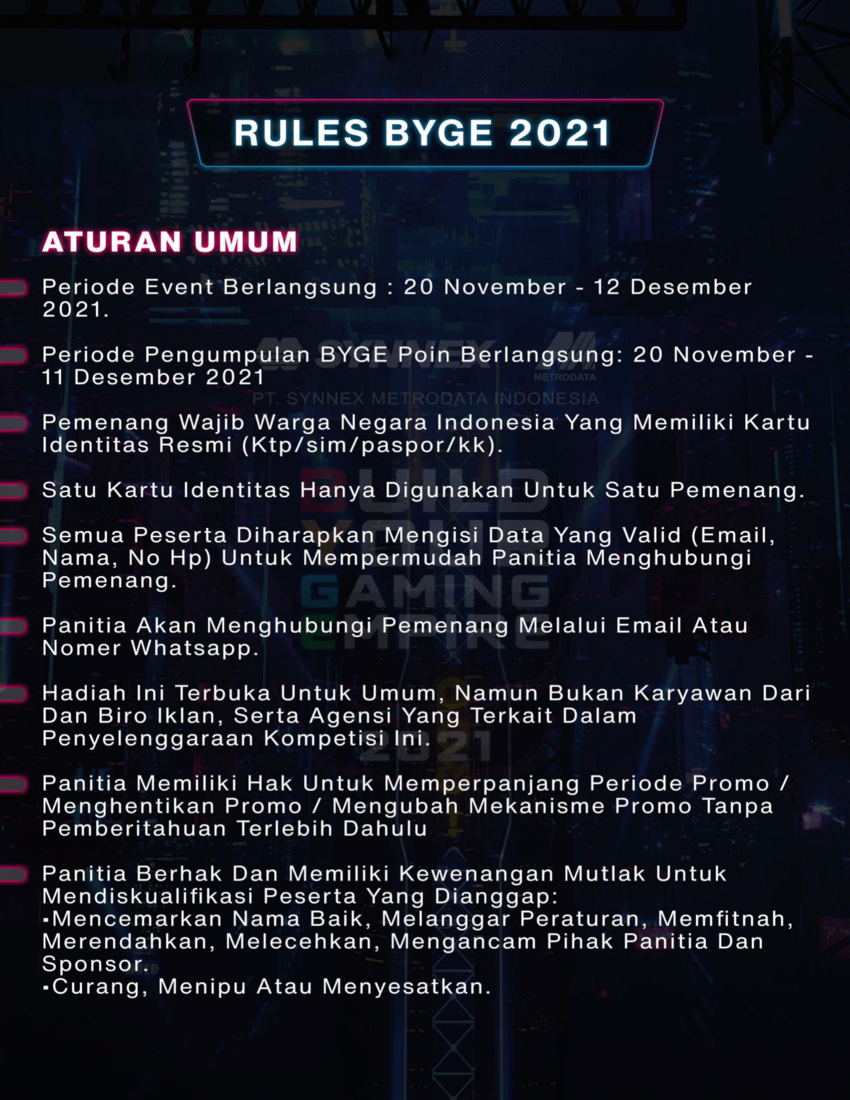 RULES BYGE 2021
ATURAN UMUM
Periode Event Berlangsung : 20 November - 12 Desember
2021.
Periode Pengumpulan BYGE Poin Berlangsung: 20 November -
11 Desember 2021
SYNNEX
METRODATA
PT. SYNNEX METRODATA INDONESIA
Pemenang Wajib Warga Negara Indonesia Yang Memiliki Kartu
Identitas Resmi (Ktp/sim/paspor/kk).
Satu Kartu Identitas Hanya Digunakan Untuk Satu Pemenang.
Semua Peserta Diharapkan Mengisi Data Yang Valid (Email,
Nama, No Hp) Untuk Mempermudah Panitia Menghubungi
Pemenang.
BUILD
YOUR
GAMING
EMPIRE
2021
Panitia Akan Menghubungi Pemenang Melalui Email Atau
Nomer Whatsapp.
Hadiah Ini Terbuka Untuk Umum, Namun Bukan Karyawan Dari
Dan Biro Iklan, Serta Agensi Yang Terkait Dalam
Penyelenggaraan Kompetisi Ini.
Panitia Memiliki Hak Untuk Memperpanjang Periode Promo /
Menghentikan Promo / Mengubah Mekanisme Promo Tanpa
Pemberitahuan Terlebih Dahulu
Panitia Berhak Dan Memiliki Kewenangan Mutlak Untuk
Mendiskualifikasi Peserta Yang Dianggap:
•Mencemarkan Nama Baik, Melanggar Peraturan, Memfitnah,
Merendahkan, Melecehkan, Mengancam Pihak Panitia Dan
Sponsor.
•Curang, Menipu Atau Menyesatkan.